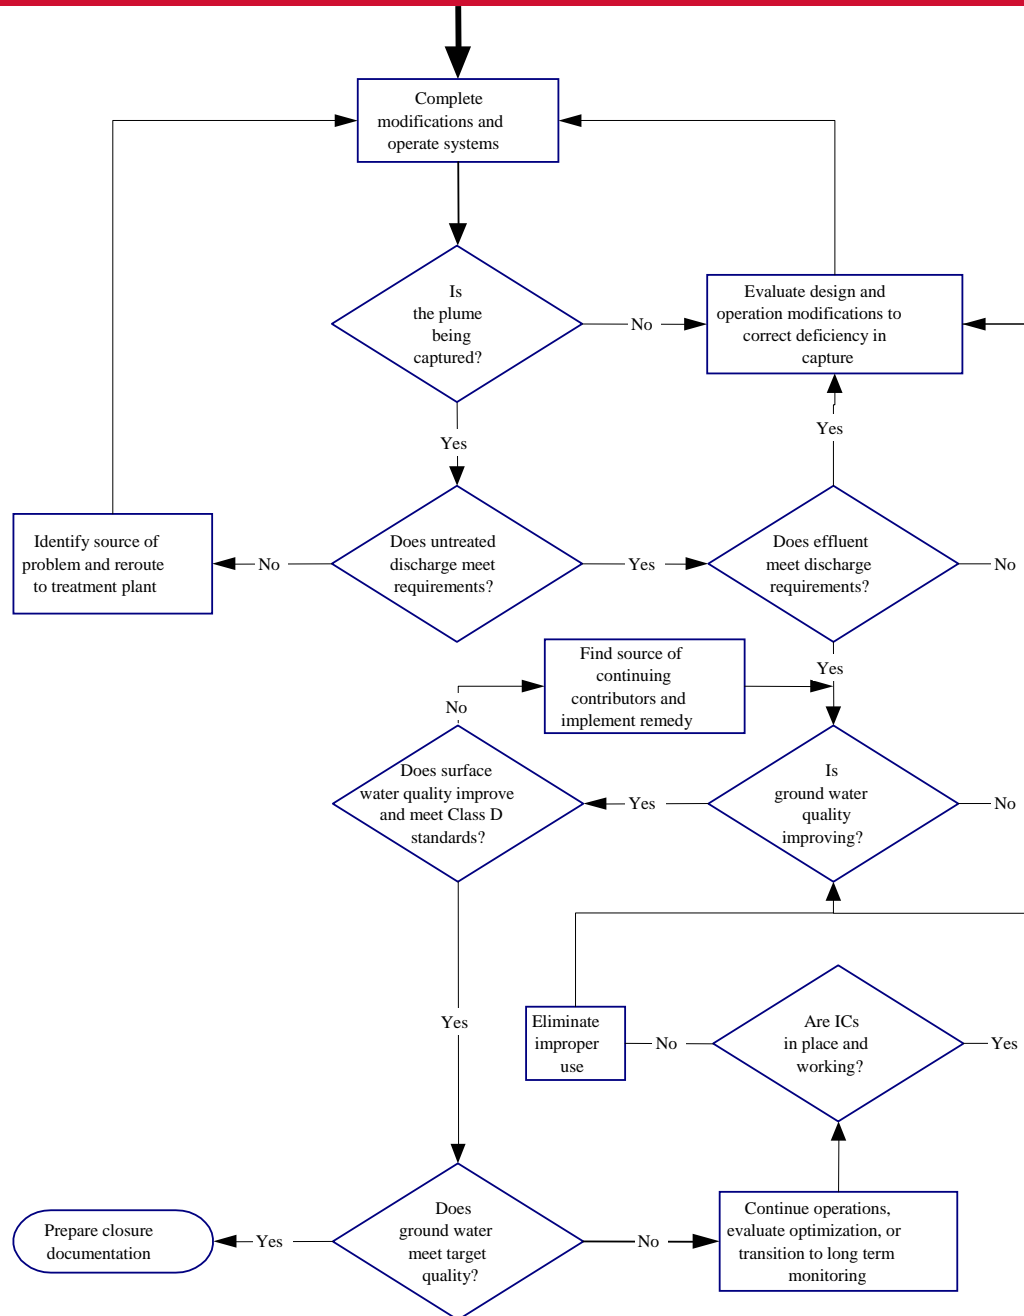 Complete
modifications and
operate systems
Is
the plume
being
captured?
No
Evaluate design and
operation modifications to
correct deficiency in
capture
Yes
Yes
Identify source of
problem and reroute
to treatment plant
No
Does untreated
discharge meet
requirements?
Yes
Does effluent
meet discharge
requirements?
No
Find source of
continuing
contributors and
implement remedy
Yes
No
Does surface
water quality improve
and meet Class D
standards?
Yes
Is
ground water
quality
improving?
No
Yes
Eliminate
improper
use
No
Are ICs
in place and
working?
Yes
Prepare closure
documentation
Yes
Does
ground water
meet target
quality?
No
Continue operations,
evaluate optimization, or
transition to long term
monitoring